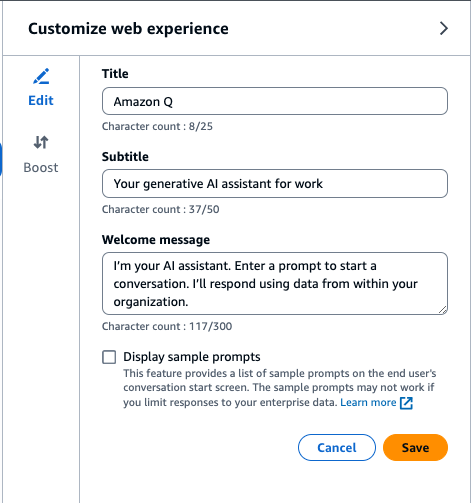 Customize web experience
Edit
Boost
Title
Amazon Q
Character count : 8/25
Subtitle
Your generative AI assistant for work
Character count : 37/50
Welcome message
I'm your AI assistant. Enter a prompt to start a
conversation. I'll respond using data from within your
organization.
Character count : 117/300
Display sample prompts
This feature provides a list of sample prompts on the end user's
conversation start screen. The sample prompts may not work if
you limit responses to your enterprise data. Learn more
Cancel
Save